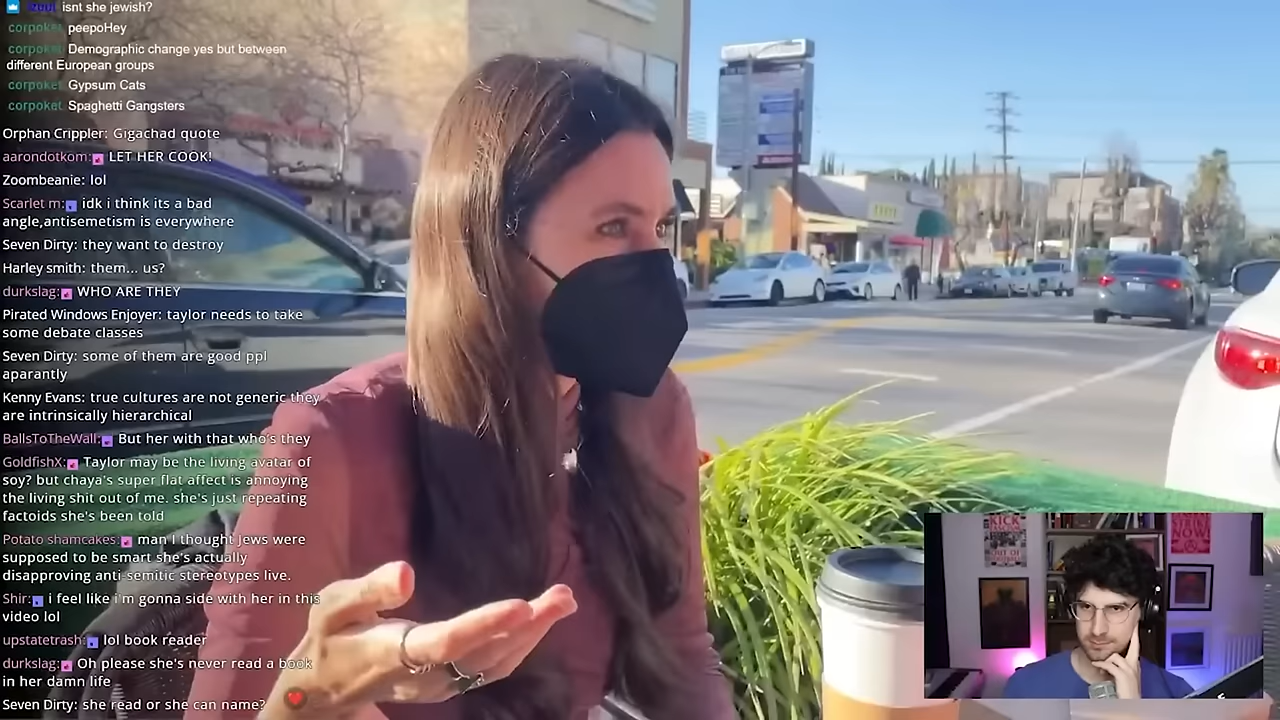 isnt she jewish?
corpoket peepoHey
corpoket Demographic change yes but between
different European groups
corpoket Gypsum Cats
corpoket Spaghetti Gangsters
Orphan Crippler: Gigachad quote
aarondotkom: LET HER COOK!
Zoombeanie: lol
Scarlet m: idk i think its a bad
angle,antisemetism is everywhere
Seven Dirty: they want to destroy
Harley smith: them... us?
durkslag: WHO ARE THEY
Pirated Windows Enjoyer: taylor needs to take
some debate classes
Seven Dirty: some of them are good ppl
aparantly
Kenny Evans: true cultures are not generic they
are intrinsically hierarchical
BallsToTheWall: But her with that who's they
GoldfishX: Taylor may be the living avatar of
soy? but chaya's super flat affect is annoying
the living shit out of me. she's just repeating
factoids she's been told
Potato shamcakes: man I thought Jews were
supposed to be smart she's actually
disapproving anti-semitic stereotypes live.
Shir: i feel like i'm gonna side with her in this
video lol
upstatetrash: lol book reader
durkslag: Oh please she's never read a book
in her damn life
Seven Dirty: she read or she can name?
KICK
OUT OF
STRIKE
NOW!